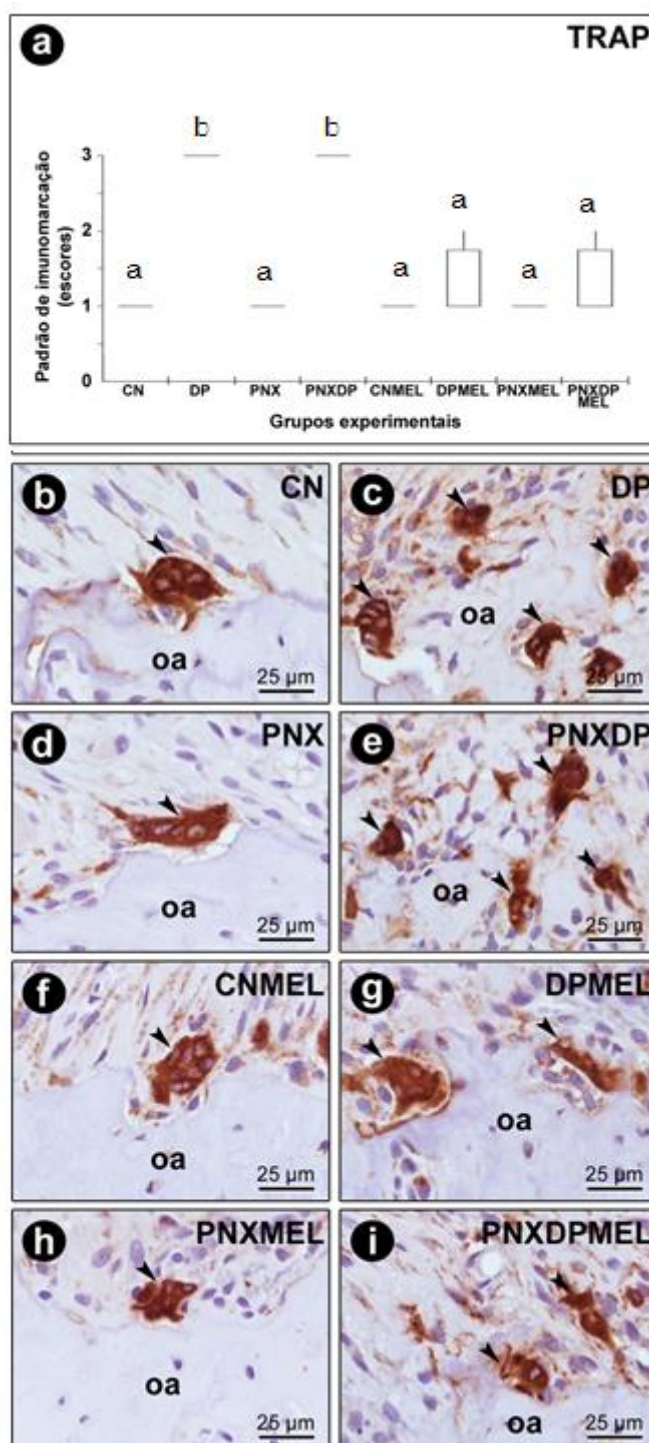 a TRAP
b b
3
Padrão de imunomarcação
(escores)
2
a a
a a a a
1
0
CN DP PNX PNXDP CNMEL DPMEL PNXMEL PNXDP
MEL
Grupos experimentais
b CN
oa
25 µm
c DP
oa
25 µm
d PNX
oa
25 µm
e PNXDP
oa
25 µm
f CNMEL
oa
25 µm
g DPMEL
oa
25 µm
h PNXMEL
oa
25 µm
i PNXDPMEL
oa
25 µm